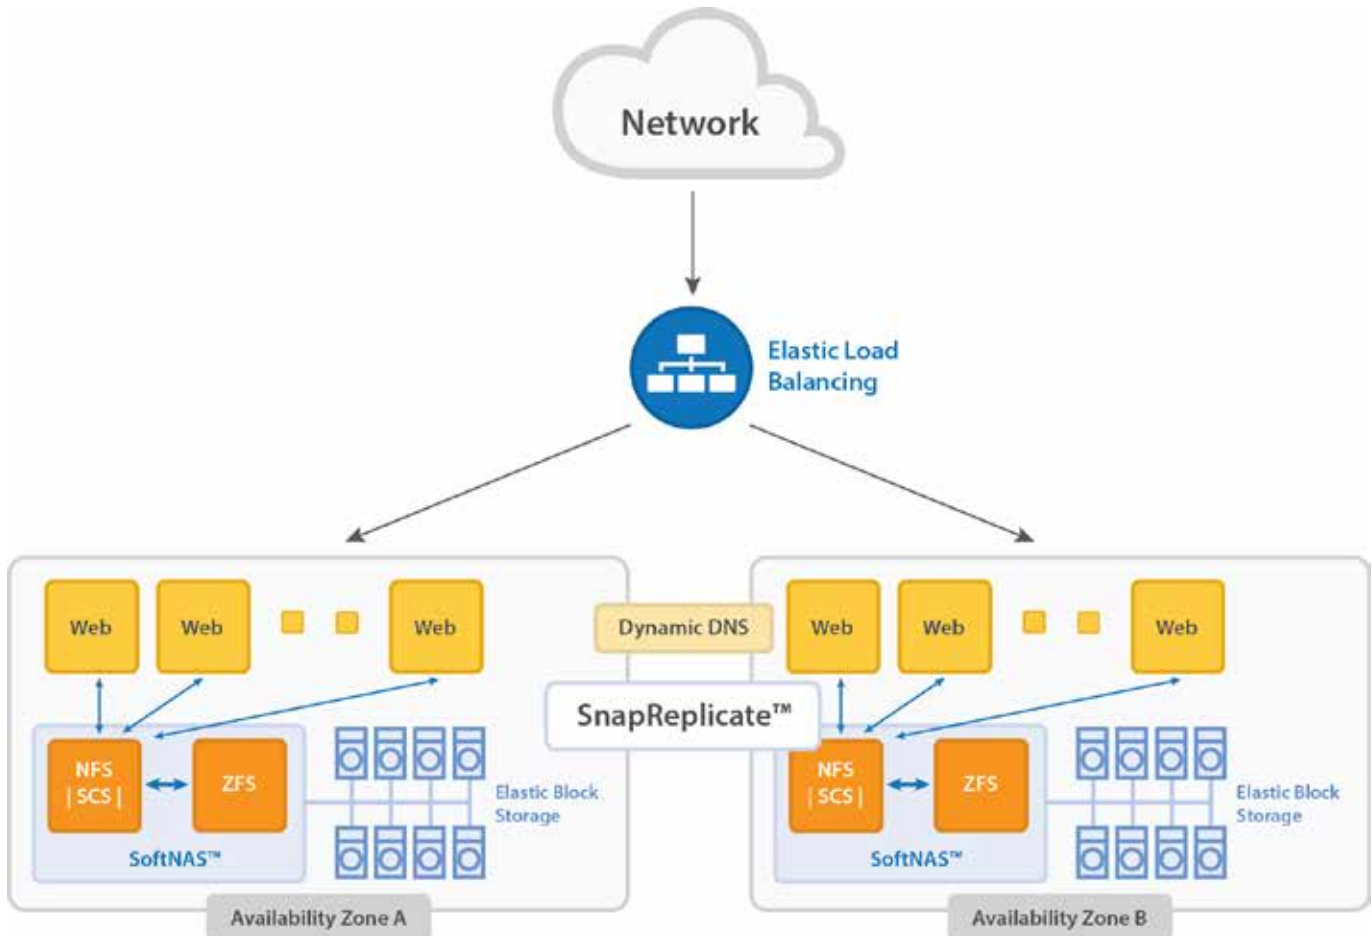 Network
Elastic Load
Balancing
Web
Web
Web
Dynamic DNS
Web
Web
Web
SnapReplicate™
NFS
| SCS |
ZFS
SoftNAS™
Elastic Block
Storage
NFS
| SCS |
ZFS
SoftNAS™
Elastic Block
Storage
Availability Zone A
Availability Zone B